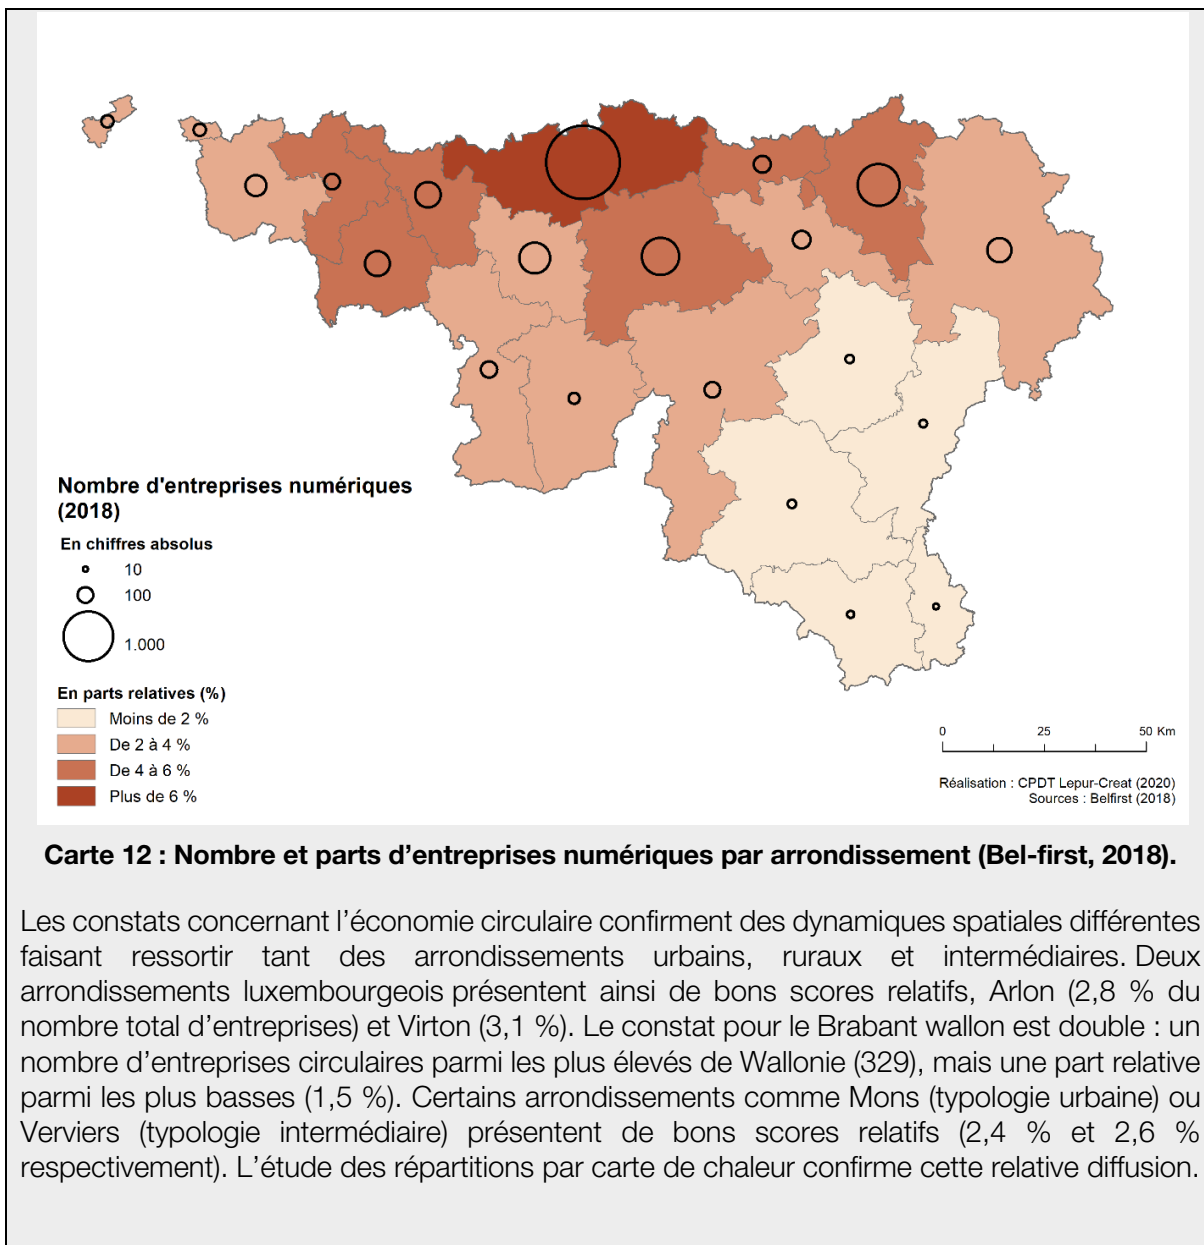 Nombre d'entreprises numériques
(2018)
En chiffres absolus
10
100
1.000
En parts relatives (%)
Moins de 2 %
De 2 à 4 %
De 4 à 6 %
Plus de 6 %
0 25 50 Km
Réalisation : CPDT Lepur-Creat (2020)
Sources : Belfirst (2018)
Carte 12 : Nombre et parts d’entreprises numériques par arrondissement (Bel-first, 2018).
Les constats concernant l’économie circulaire confirment des dynamiques spatiales différentes
faisant ressortir tant des arrondissements urbains, ruraux et intermédiaires. Deux
arrondissements luxembourgeois présentent ainsi de bons scores relatifs, Arlon (2,8 % du
nombre total d’entreprises) et Virton (3,1 %). Le constat pour le Brabant wallon est double : un
nombre d’entreprises circulaires parmi les plus élevés de Wallonie (329), mais une part relative
parmi les plus basses (1,5 %). Certains arrondissements comme Mons (typologie urbaine) ou
Verviers (typologie intermédiaire) présentent de bons scores relatifs (2,4 % et 2,6 %
respectivement). L’étude des répartitions par carte de chaleur confirme cette relative diffusion.